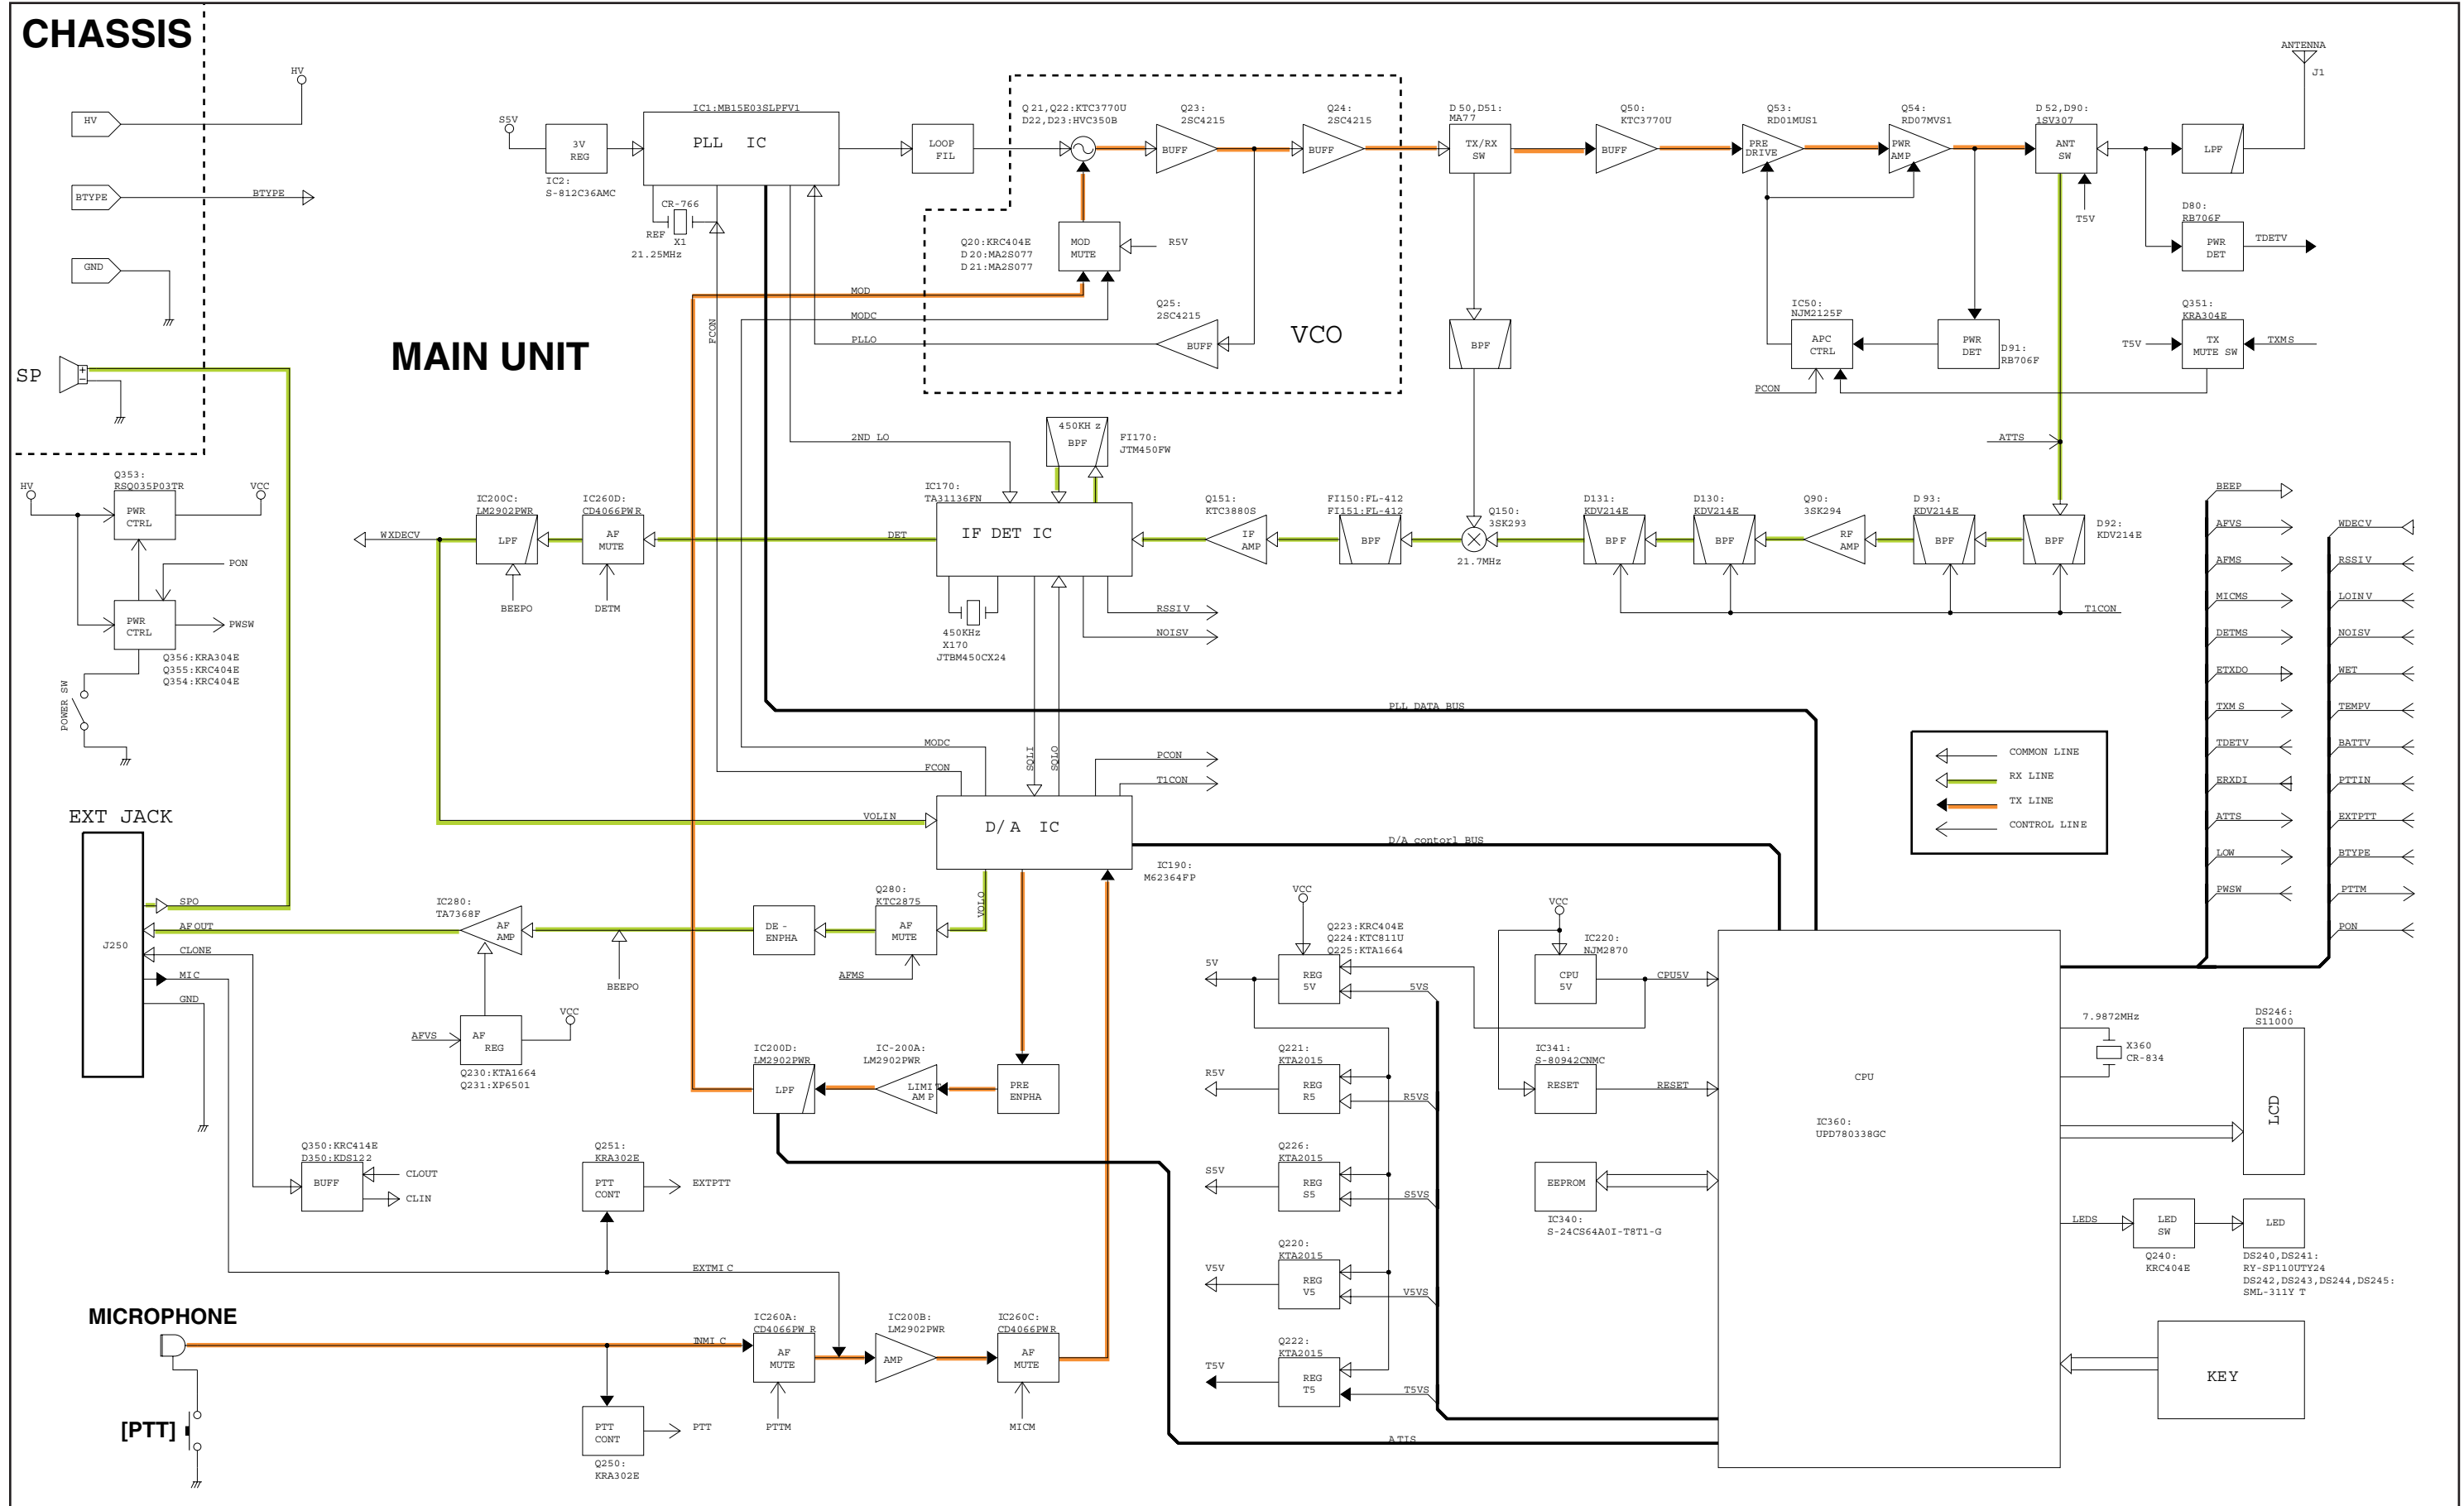 CHASSIS
HV
HV
BTYPE
BTYPE
GND
SP
+
−
MAIN UNIT
S5V
3V
REG
IC2:
S-812C36AMC
IC1:MB15E03SLPFV1
PLL IC
CR-766
REF
X1
21.25MHz
FCON
LOOP
FIL
Q21,Q22:KTC3770U
D22,D23:HVC350B
Q23:
2SC4215
BUFF
Q24:
2SC4215
BUFF
Q20:KRC404E
D20:MA2S077
D21:MA2S077
MOD
MUTE
R5V
MOD
MODC
PLLO
Q25:
2SC4215
BUFF
VCO
D50,D51:
MA77
TX/RX
SW
BPF
Q50:
KTC3770U
BUFF
Q53:
RD01MUS1
PRE
DRIVE
Q54:
RD07MVS1
PWR
AMP
D52,D90:
1SV307
ANT
SW
T5V
LPF
ANTENNA
J1
D80:
RB706F
PWR
DET
TDETV
IC50:
NJM2125F
APC
CTRL
PCON
PWR
DET
D91:
RB706F
Q351:
KRA304E
T5V
TX
MUTE SW
TXMS
ATTS
2ND LO
450KHz
BPF
FI170:
JTM450FW
IC170:
TA31136FN
IF DET IC
450KHz
X170
JTBM450CX24
RSSIV
NOISV
Q151:
KTC3880S
IF
AMP
FI150:FL-412
FI151:FL-412
BPF
Q150:
3SK293
21.7MHz
D131:
KDV214E
BPF
D130:
KDV214E
BPF
Q90:
3SK294
RF
AMP
D93:
KDV214E
BPF
BPF
D92:
KDV214E
T1CON
DET
IC260D:
CD4066PWR
AF
MUTE
DETM
IC200C:
LM2902PWR
LPF
BEEPO
WXDECV
HV
Q353:
RSQ035P03TR
PWR
CTRL
VCC
PON
PWR
CTRL
PWSW
Q356:KRA304E
Q355:KRC404E
Q354:KRC404E
POWER SW
PLL DATA BUS
MODC
FCON
SQLI
SQLO
PCON
T1CON
VOLIN
D/A IC
IC190:
M62364FP
D/A contorl BUS
COMMON LINE
RX LINE
TX LINE
CONTROL LINE
BEEP
AFVS
AFMS
MICMS
DETMS
ETXDO
TXMS
TDETV
ERXDI
ATTS
LOW
PWSW
WDECV
RSSIV
LOINV
NOISV
WET
TEMPV
BATTV
PTTIN
EXTPTT
BTYPE
PTTM
PON
EXT JACK
J250
SPO
AFOUT
CLONE
MIC
GND
IC280:
TA7368F
AF
AMP
BEEPO
DE-
ENPHA
Q280:
KTC2875
AF
MUTE
AFMS
VOLO
AFVS
AF
REG
VCC
Q230:KTA1664
Q231:XP6501
IC200D:
LM2902PWR
LPF
IC-200A:
LM2902PWR
LIMIT
AMP
PRE
ENPHA
Q350:KRC414E
D350:KDS122
BUFF
CLOUT
CLIN
Q251:
KRA302E
PTT
CONT
EXTPTT
EXTMIC
MICROPHONE
INMIC
[PTT]
PTT
CONT
PTT
Q250:
KRA302E
IC260A:
CD4066PWR
AF
MUTE
PTTM
IC200B:
LM2902PWR
AMP
IC260C:
CD4066PWR
AF
MUTE
MICM
ATIS
VCC
Q223:KRC404E
Q224:KTC811U
Q225:KTA1664
5V
REG
5V
5VS
Q221:
KTA2015
R5V
REG
R5
R5VS
Q226:
KTA2015
S5V
REG
S5
S5VS
Q220:
KTA2015
V5V
REG
V5
V5VS
Q222:
KTA2015
T5V
REG
T5
T5VS
VCC
IC220:
NJM2870
CPU
5V
CPU5V
IC341:
S-80942CNMC
RESET
RESET
EEPROM
IC340:
S-24CS64A0I-T8T1-G
CPU
IC360:
UPD780338GC
7.9872MHz
X360
CR-834
DS246:
S11000
LCD
LEDS
LED
SW
Q240:
KRC404E
LED
DS240,DS241:
RY-SP110UTY24
DS242,DS243,DS244,DS245:
SML-311YT
KEY